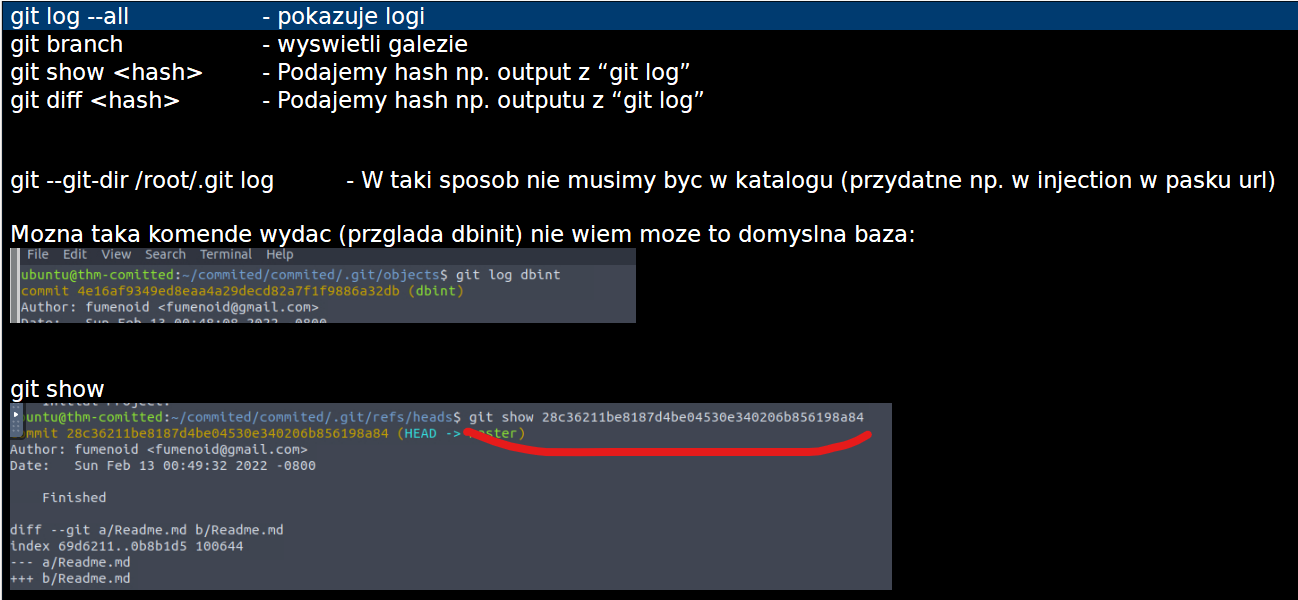 git log --all - pokazuje logi
git branch - wyswietli galezie
git show <hash> - Podajemy hash np. output z “git log”
git diff <hash> - Podajemy hash np. outputu z “git log”
git --git-dir /root/.git log - W taki sposob nie musimy byc w katalogu (przydatne np. w injection w pasku url)
Mozna taka komende wydac (przglada dbinit) nie wiem moze to domyslna baza:
File Edit View Search Terminal Help
ubuntu@thm-comitted:~/commited/commited/.git/objects$ git log dbint
commit 4e16af9349ed8eaa4a29decd82a7f1f9886a32db (dbint)
Author: fumenoid <fumenoid@gmail.com>
Date: Sun Feb 13 00:48:08 2022 -0800
git show
untu@thm-comitted:~/commited/commited/.git/refs/heads$ git show 28c36211be8187d4be04530e340206b856198a84
mmit 28c36211be8187d4be04530e340206b856198a84 (HEAD -> master)
Author: fumenoid <fumenoid@gmail.com>
Date: Sun Feb 13 00:49:32 2022 -0800
Finished
diff --git a/Readme.md b/Readme.md
index 69d6211..0b8b1d5 100644
--- a/Readme.md
+++ b/Readme.md